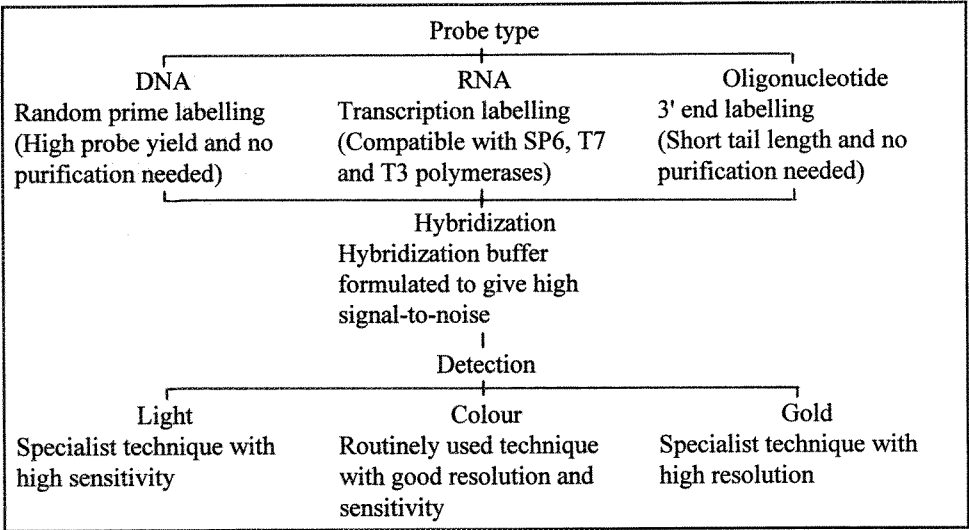 Probe type
DNA
Random prime labelling
(High probe yield and no
purification needed)
RNA
Transcription labelling
(Compatible with SP6, T7
and T3 polymerases)
Oligonucleotide
3' end labelling
(Short tail length and no
purification needed)
Hybridization
Hybridization buffer
formulated to give high
signal-to-noise
Detection
Light
Specialist technique with
high sensitivity
Colour
Routinely used technique
with good resolution and
sensitivity
Gold
Specialist technique with
high resolution